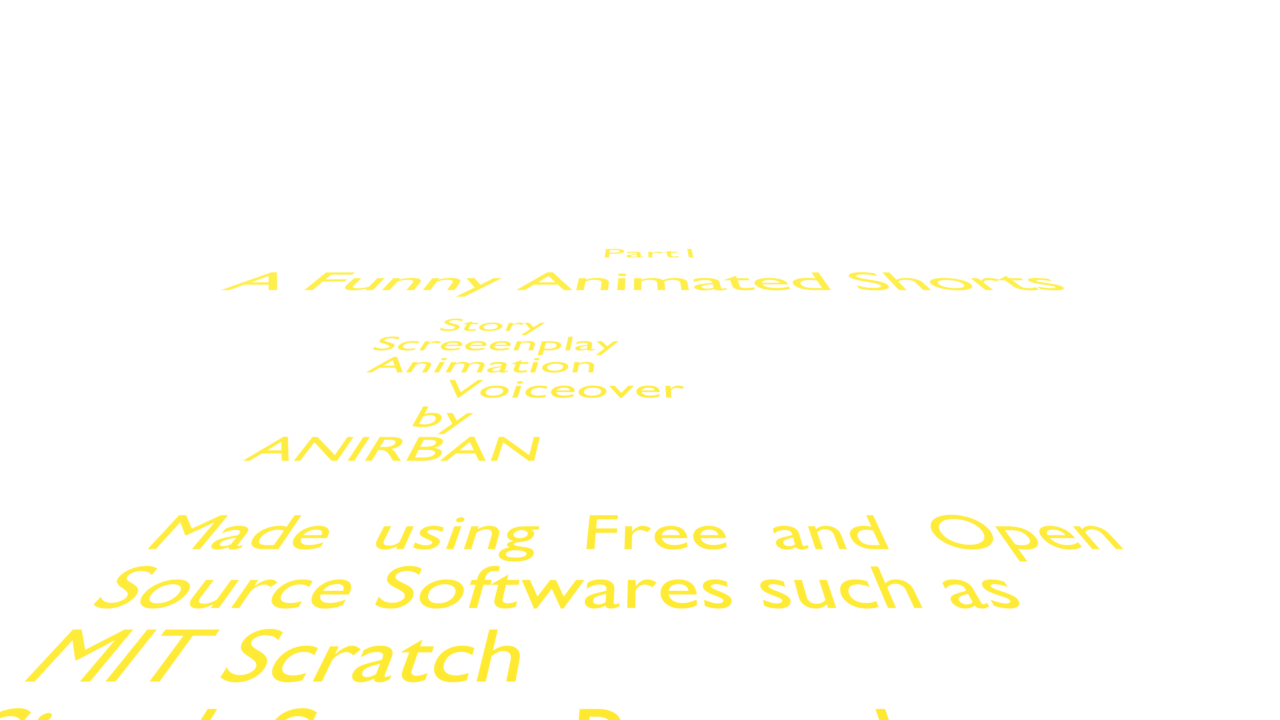 Part I
A Funny Animated Shorts
Story
Screeenplay
Animation
Voiceover
by
ANIRBAN
Made using Free and Open
Source Softwares such as
MIT Scratch